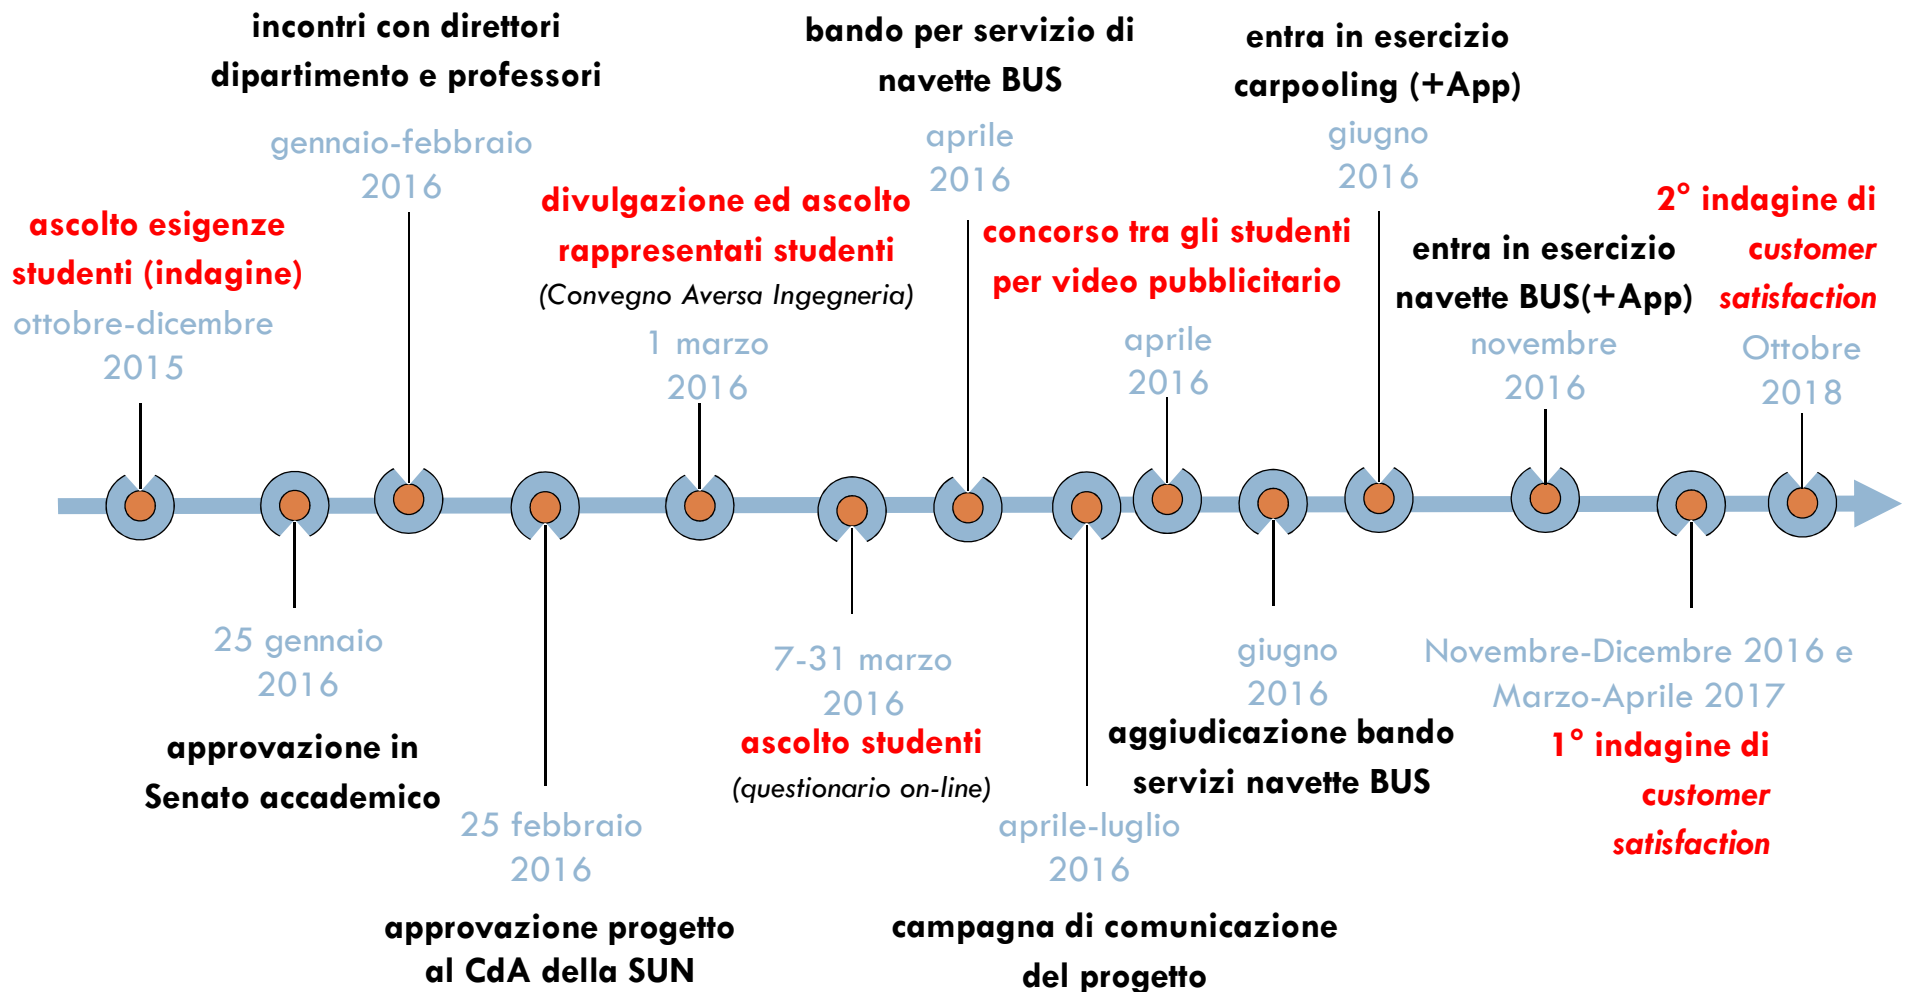 incontri con direttori
dipartimento e professori
gennaio-febbraio
2016
bando per servizio di
navette BUS
aprile
2016
entra in esercizio
carpooling (+App)
giugno
2016
ascolto esigenze
studenti (indagine)
ottobre-dicembre
2015
divulgazione ed ascolto
rappresentati studenti
(Convegno Aversa Ingegneria)
1 marzo
2016
concorso tra gli studenti
per video pubblicitario
aprile
2016
entra in esercizio
navette BUS(+App)
novembre
2016
2° indagine di
customer
satisfaction
Ottobre
2018
25 gennaio
2016
approvazione in
Senato accademico
25 febbraio
2016
approvazione progetto
al CdA della SUN
7-31 marzo
2016
ascolto studenti
(questionario on-line)
aprile-luglio
2016
campagna di comunicazione
del progetto
giugno
2016
aggiudicazione bando
servizi navette BUS
Novembre-Dicembre 2016 e
Marzo-Aprile 2017
1° indagine di
customer
satisfaction